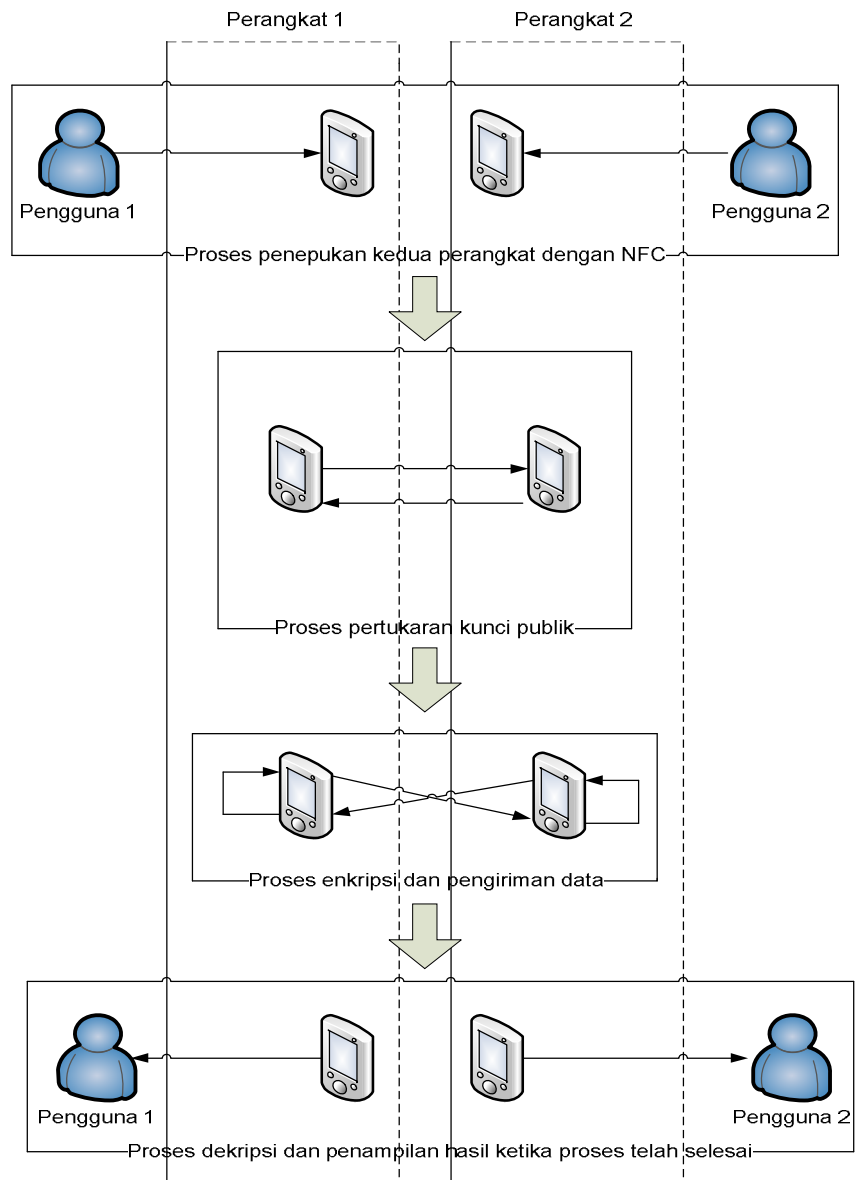 Perangkat 1
Perangkat 2
Pengguna 1
Pengguna 2
Proses penepukan kedua perangkat dengan NFC
Proses pertukaran kunci publik
Proses enkripsi dan pengiriman data
Pengguna 1
Pengguna 2
Proses dekripsi dan penampilan hasil ketika proses telah selesai